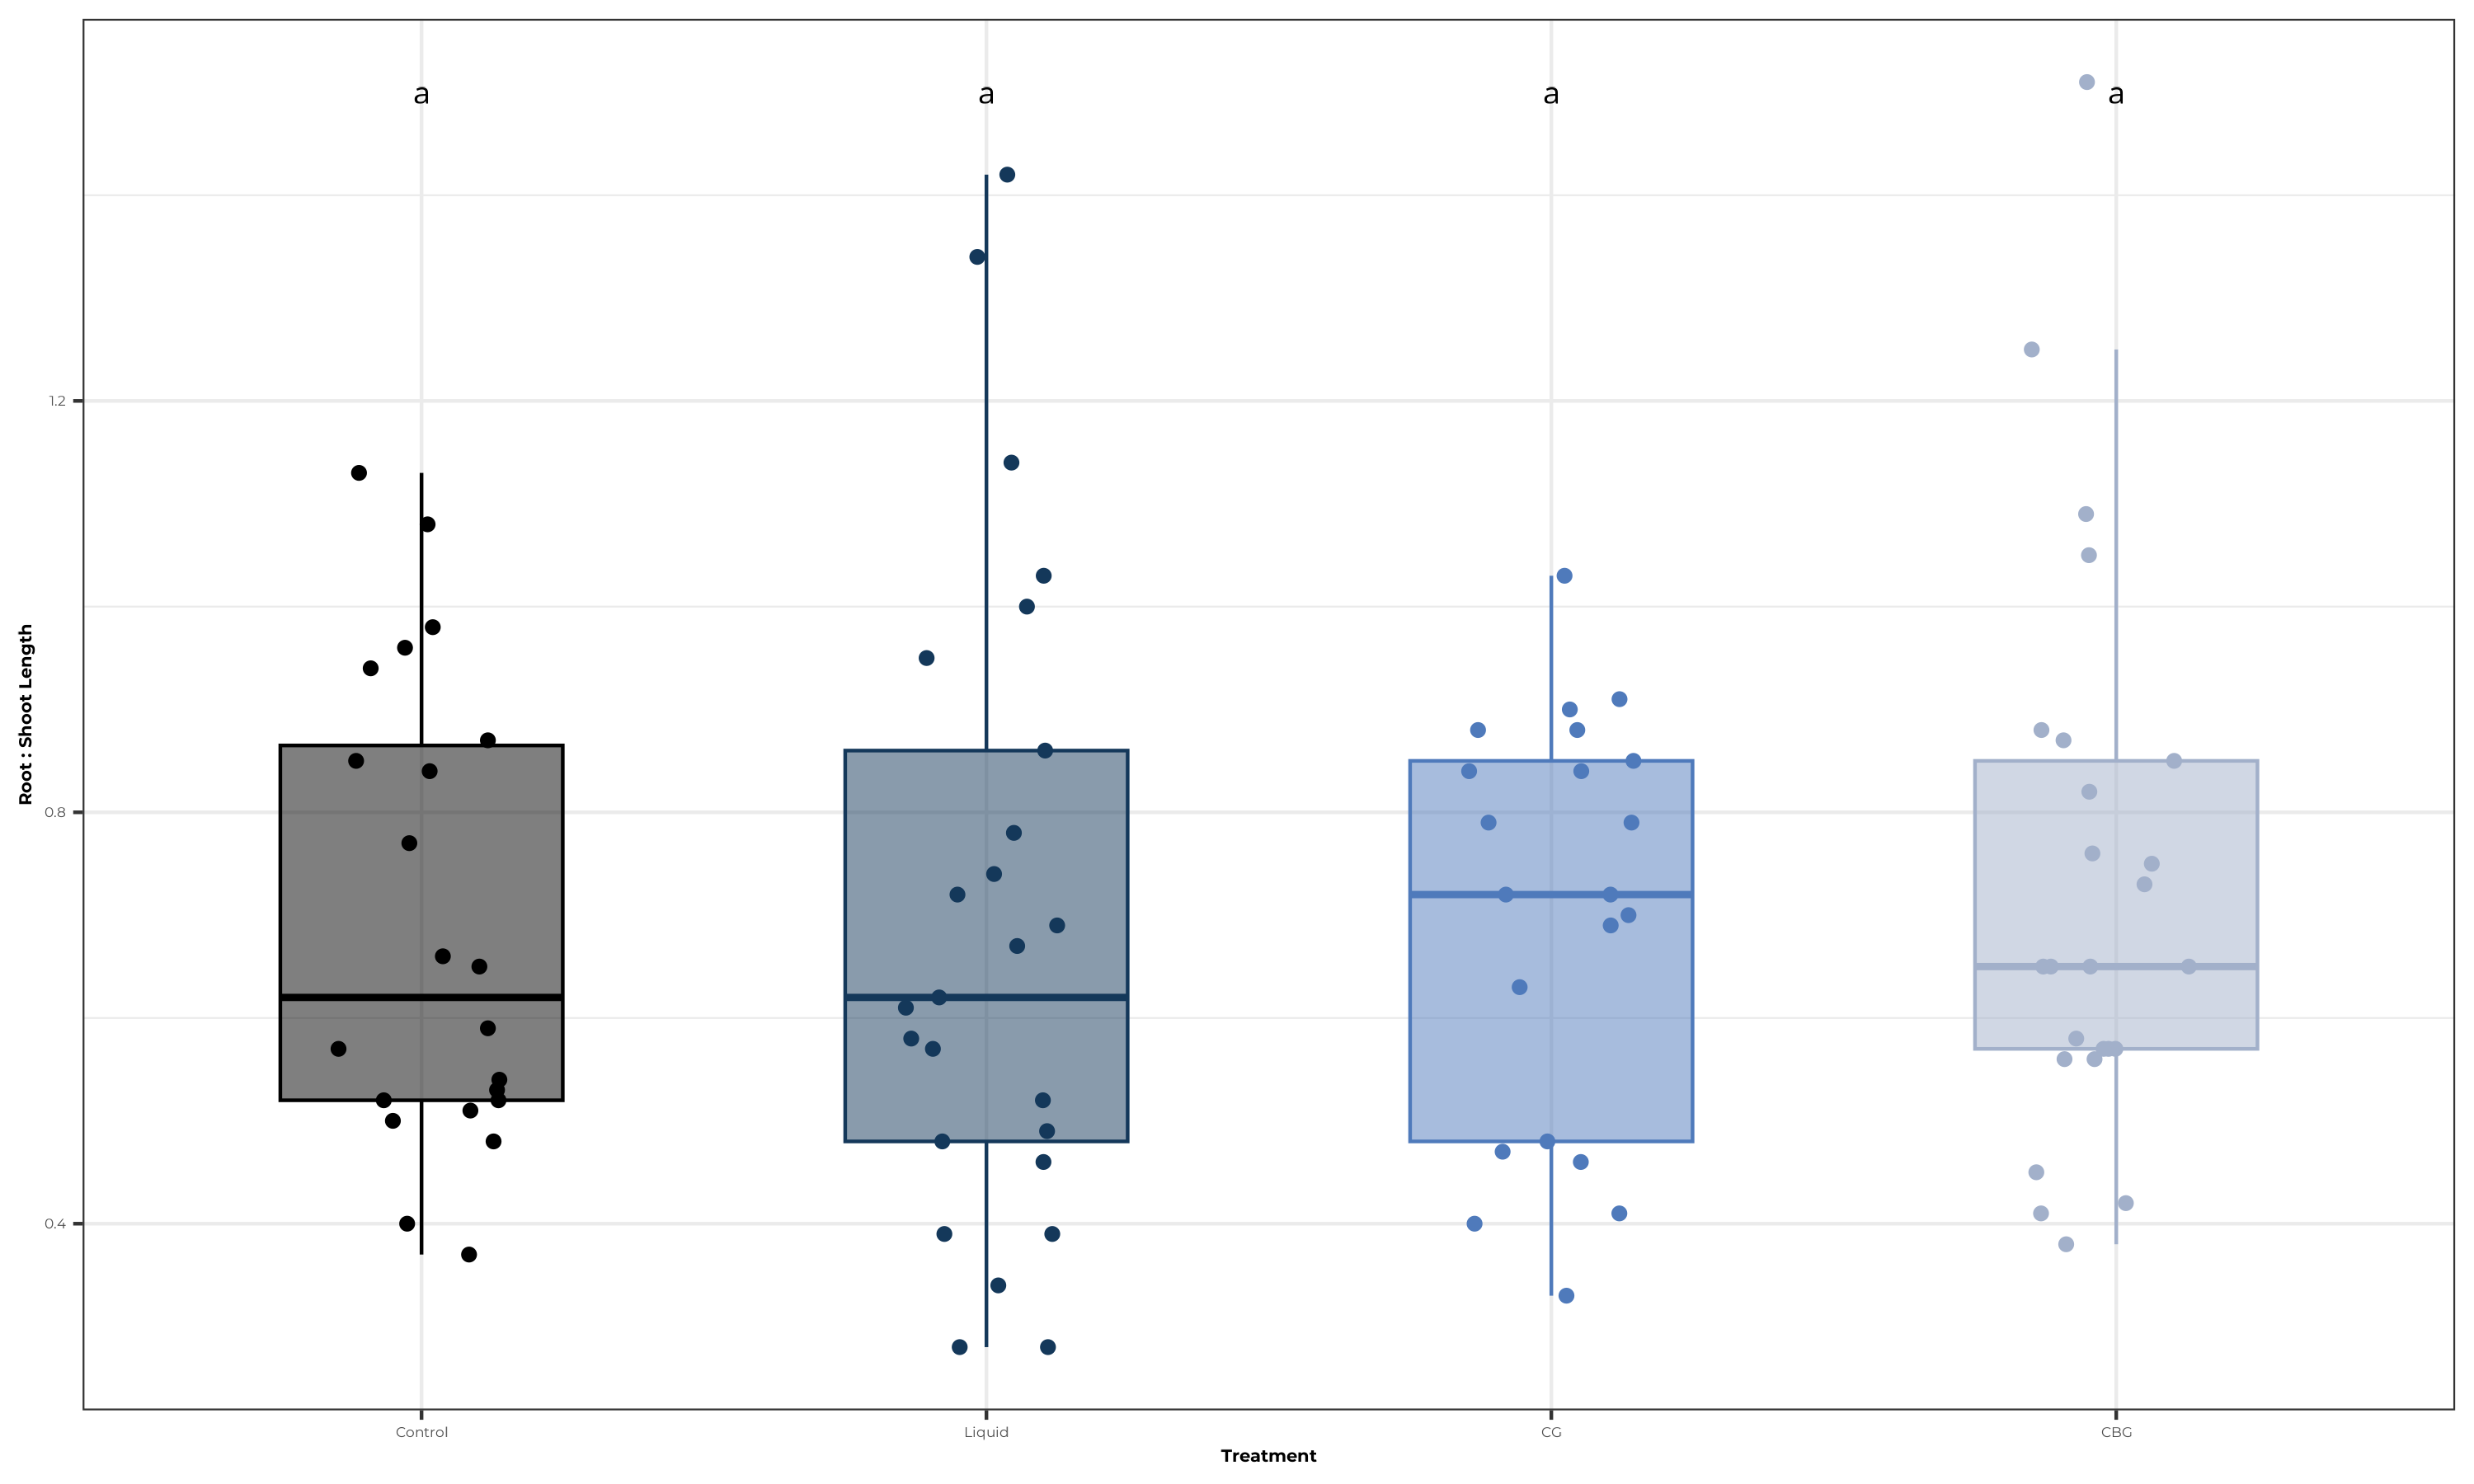 a a a a
1.2
0.8
0.4
Root : Shoot Length
Control Liquid CG CBG
Treatment